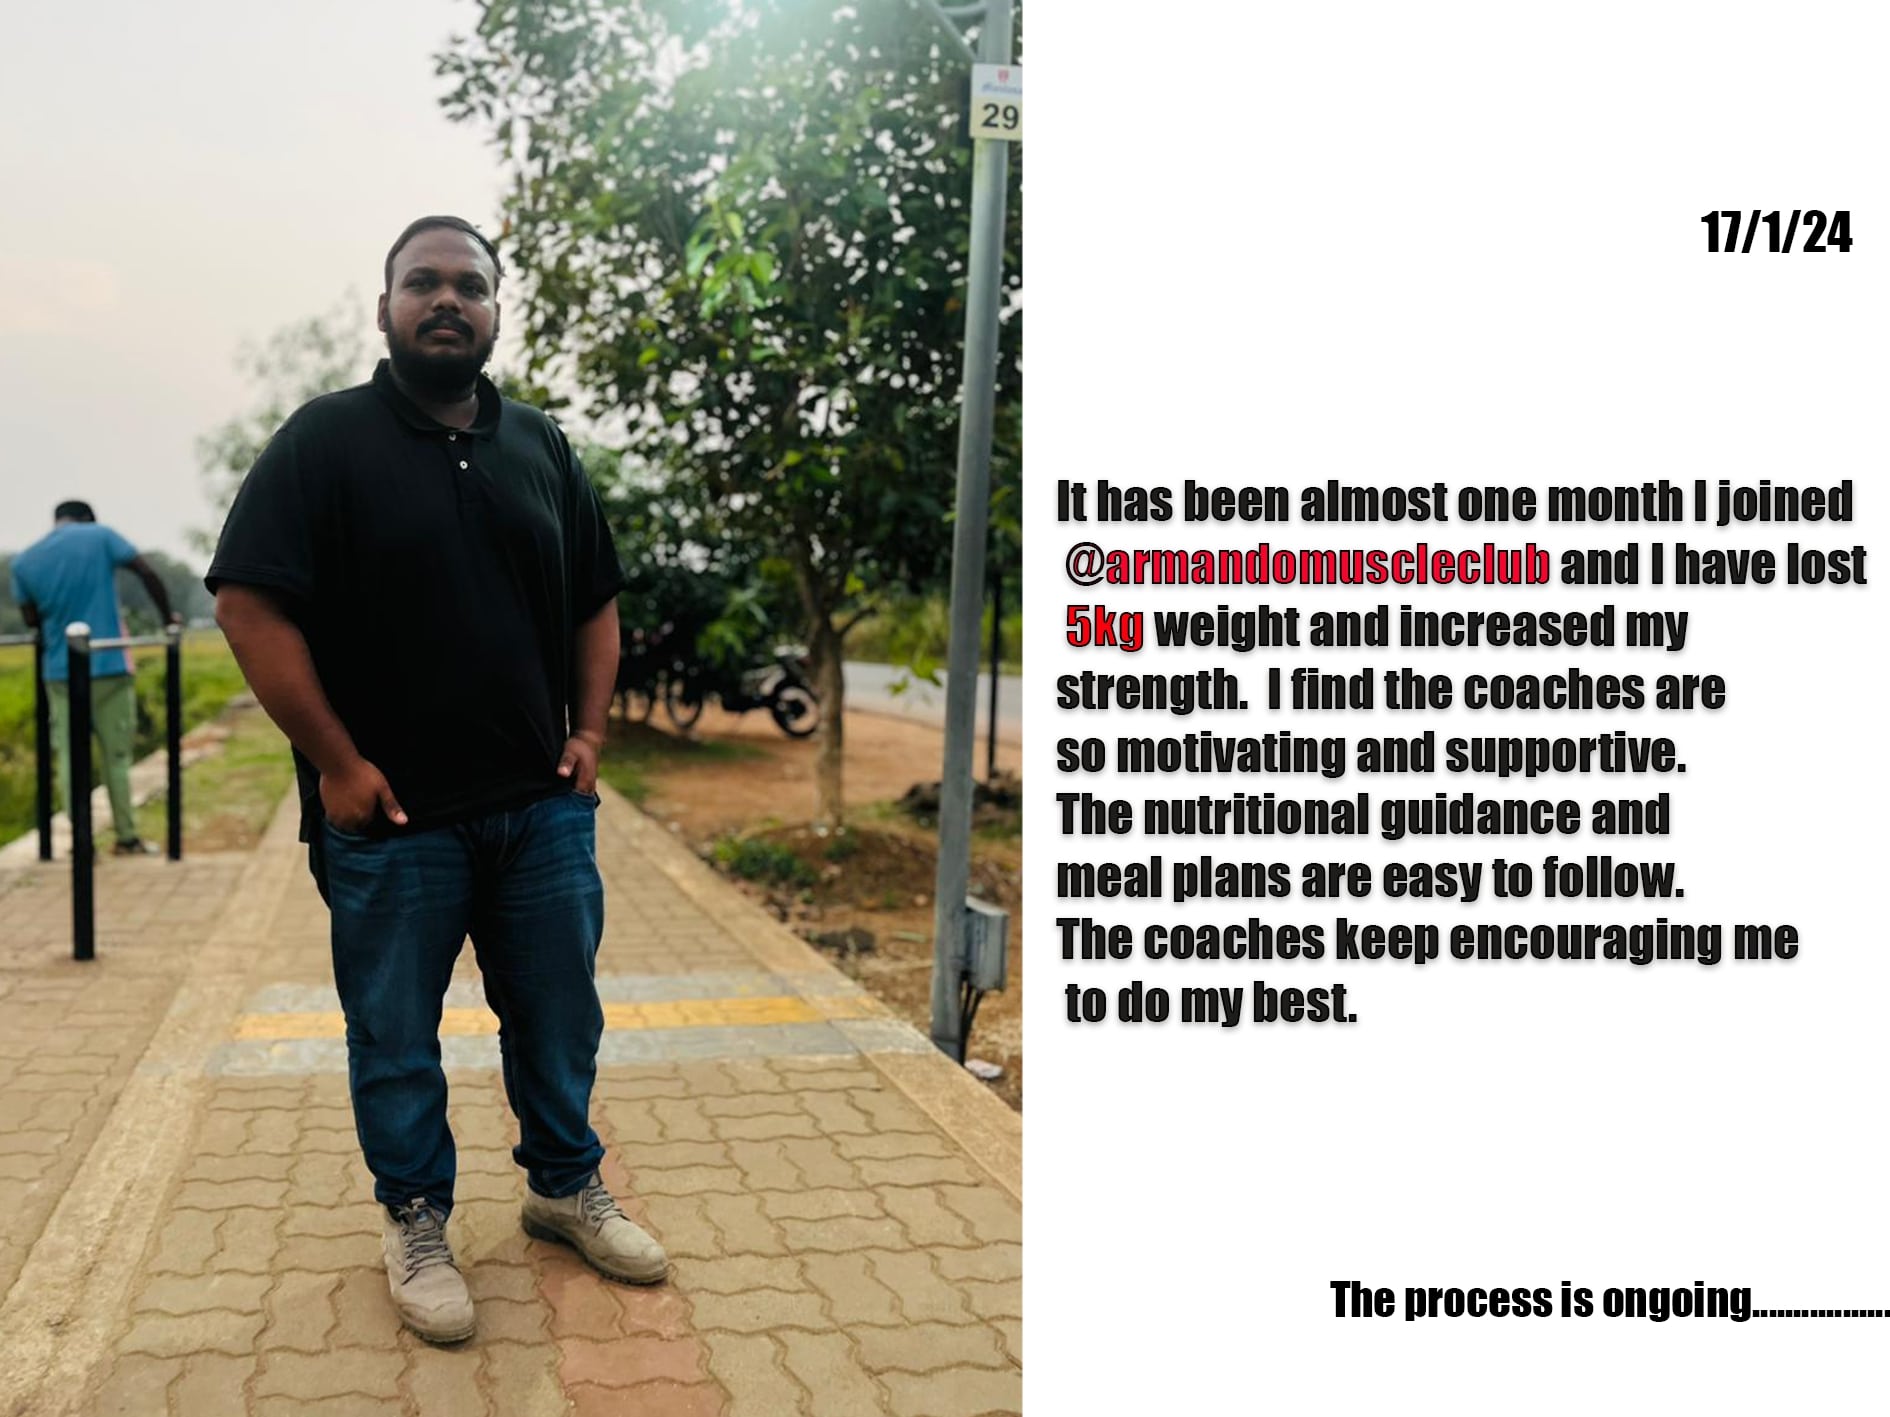 29
17/1/24
It has been almost one month I joined
@armandomuscleclub and I have lost
5kg weight and increased my
strength. I find the coaches are
so motivating and supportive.
The nutritional guidance and
meal plans are easy to follow.
The coaches keep encouraging me
to do my best.
The process is ongoing.................